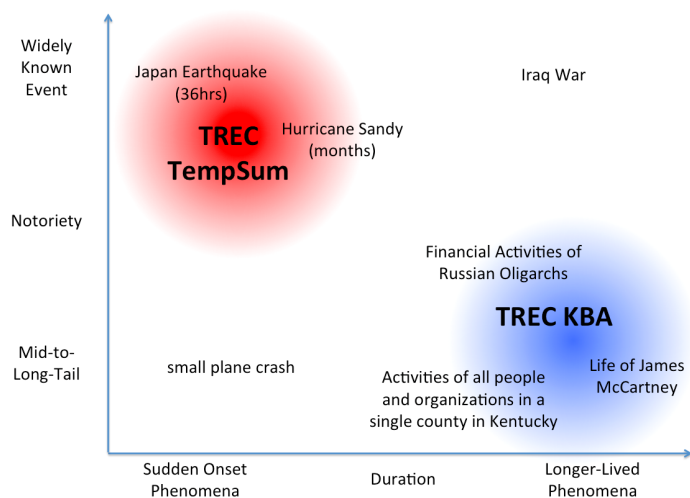 Widely
Known
Event
Japan Earthquake
(36hrs)
Iraq War
TREC
TempSum
Hurricane Sandy
(months)
Notoriety
Financial Activities of
Russian Oligarchs
TREC KBA
Mid-to-
Long-Tail
small plane crash
Activities of all people
and organizations in a
single county in Kentucky
Life of James
McCartney
Sudden Onset
Phenomena
Duration
Longer-Lived
Phenomena